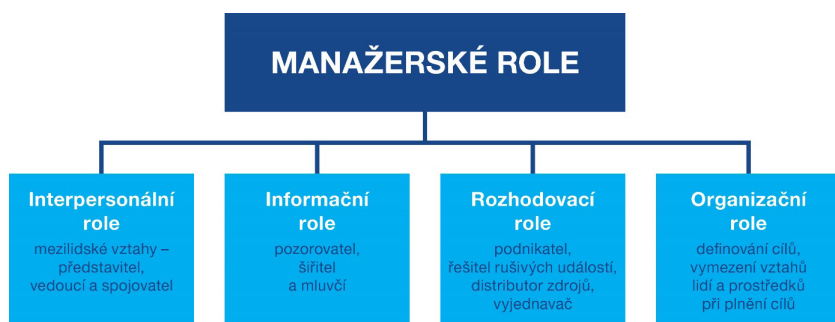 MANAŽERSKÉ ROLE
Interpersonální
role
mezilidské vztahy –
představitel,
vedoucí a spojovatel
Informační
role
pozorovatel,
šiřitel
a mluvčí
Rozhodovací
role
podnikatel,
řešitel rušivých událostí,
distributor zdrojů,
vyjednavač
Organizační
role
definování cílů,
vymezení vztahů
lidí a prostředků
při plnění cílů